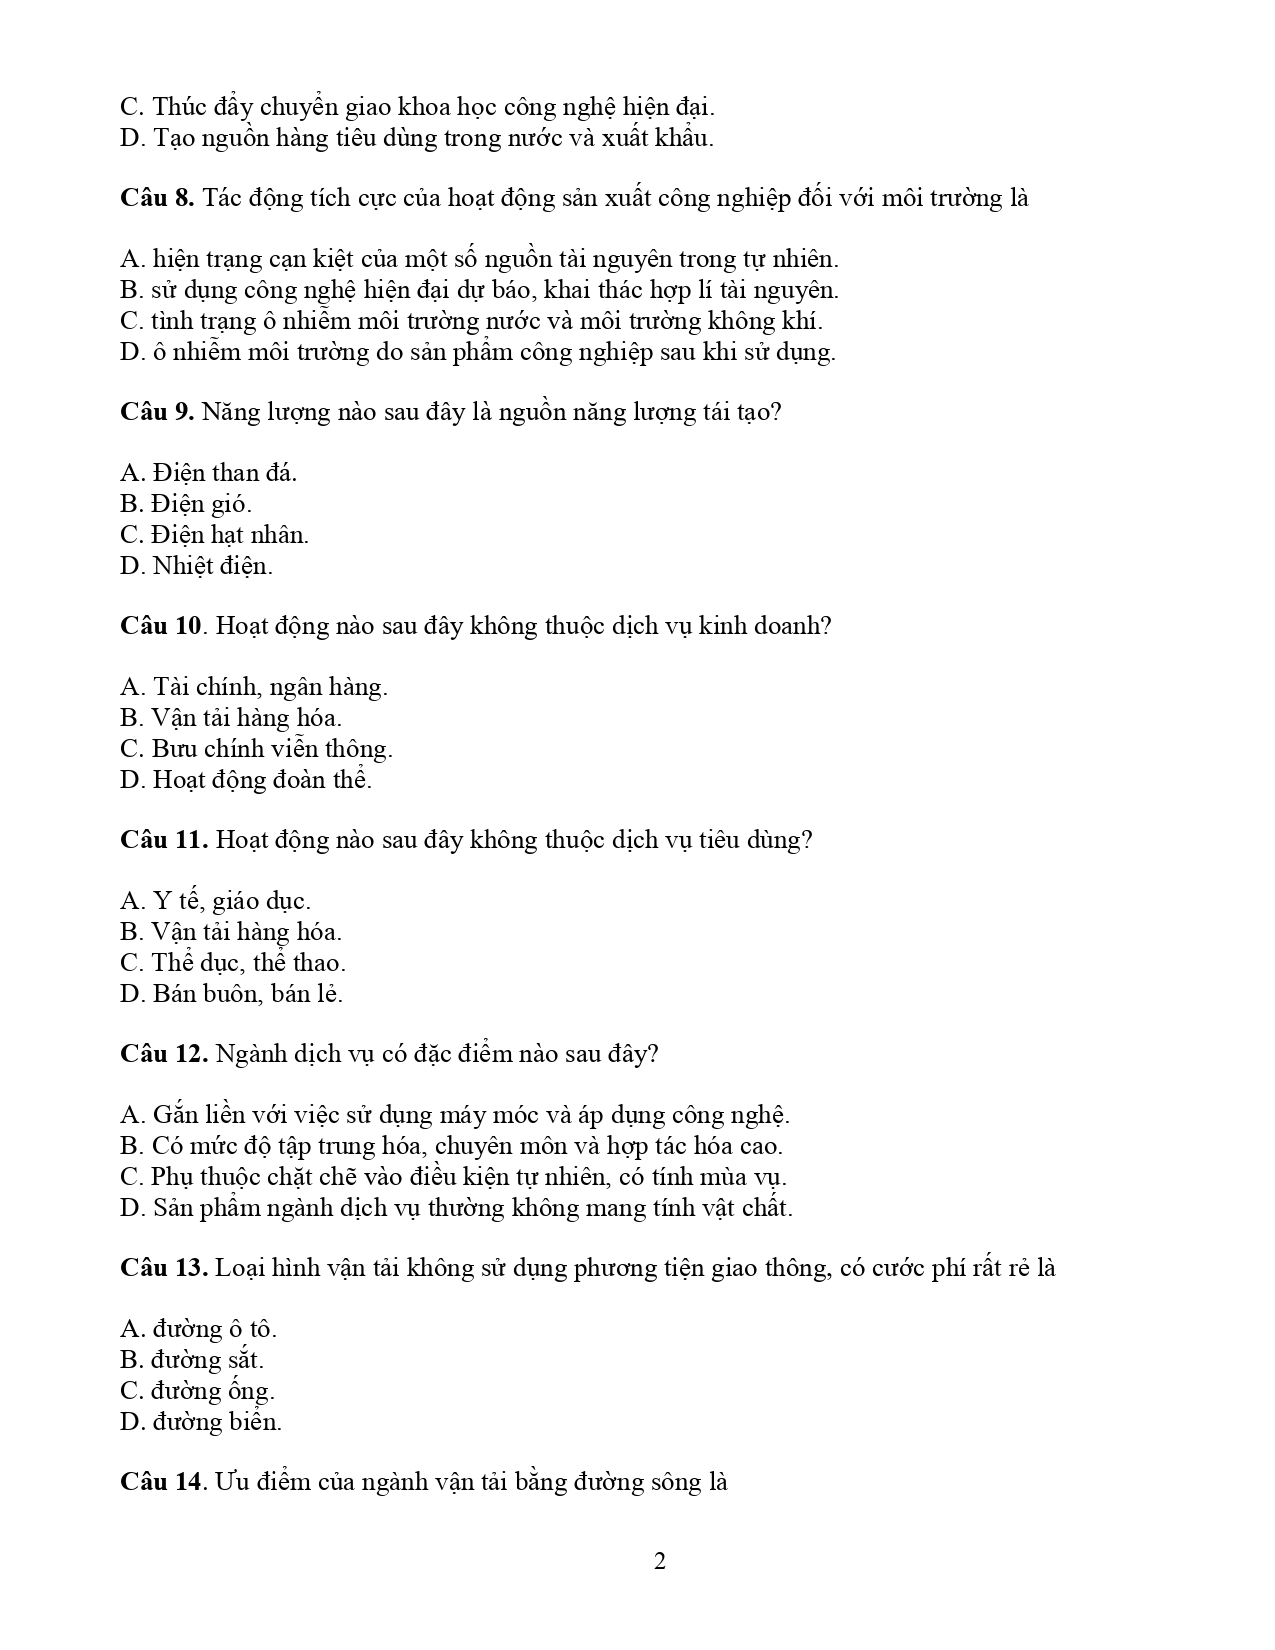 C. Thúc đẩy chuyển giao khoa học công nghệ hiện đại.
D. Tạo nguồn hàng tiêu dùng trong nước và xuất khẩu.
Câu 8. Tác động tích cực của hoạt động sản xuất công nghiệp đối với môi trường là
A. hiện trạng cạn kiệt của một số nguồn tài nguyên trong tự nhiên.
B. sử dụng công nghệ hiện đại dự báo, khai thác hợp lí tài nguyên.
C. tình trạng ô nhiễm môi trường nước và môi trường không khí.
D. ô nhiễm môi trường do sản phẩm công nghiệp sau khi sử dụng.
Câu 9. Năng lượng nào sau đây là nguồn năng lượng tái tạo?
A. Điện than đá.
B. Điện gió.
C. Điện hạt nhân.
D. Nhiệt điện.
Câu 10. Hoạt động nào sau đây không thuộc dịch vụ kinh doanh?
A. Tài chính, ngân hàng.
B. Vận tải hàng hóa.
C. Bưu chính viễn thông.
D. Hoạt động đoàn thể.
Câu 11. Hoạt động nào sau đây không thuộc dịch vụ tiêu dùng?
A. Y tế, giáo dục.
B. Vận tải hàng hóa.
C. Thể dục, thể thao.
D. Bán buôn, bán lẻ.
Câu 12. Ngành dịch vụ có đặc điểm nào sau đây?
A. Gắn liền với việc sử dụng máy móc và áp dụng công nghệ.
B. Có mức độ tập trung hóa, chuyên môn và hợp tác hóa cao.
C. Phụ thuộc chặt chẽ vào điều kiện tự nhiên, có tính mùa vụ.
D. Sản phẩm ngành dịch vụ thường không mang tính vật chất.
Câu 13. Loại hình vận tải không sử dụng phương tiện giao thông, có cước phí rất rẻ là
A. đường ô tô.
B. đường sắt.
C. đường ống.
D. đường biển.
Câu 14. Ưu điểm của ngành vận tải bằng đường sông là
2